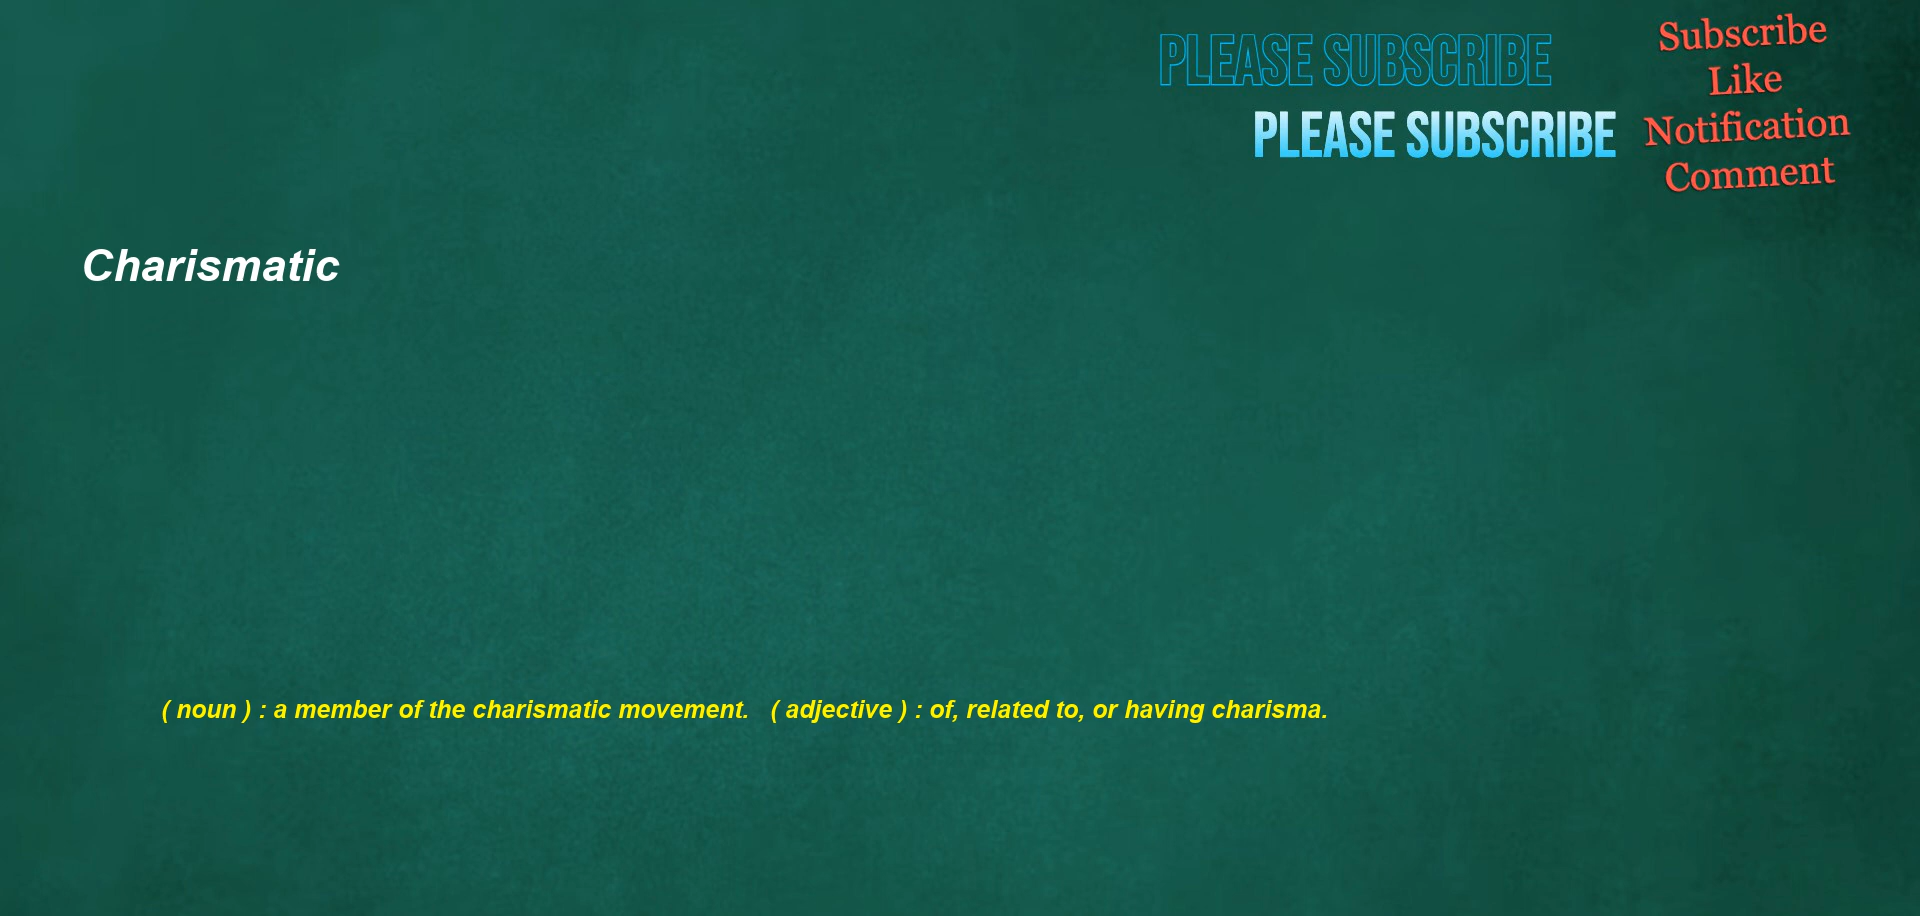 PLEASE SUBSCRIBE
PLEASE SUBSCRIBE
Subscribe
Like
Notification
Comment
Charismatic
( noun ) : a member of the charismatic movement.   ( adjective ) : of, related to, or having charisma.